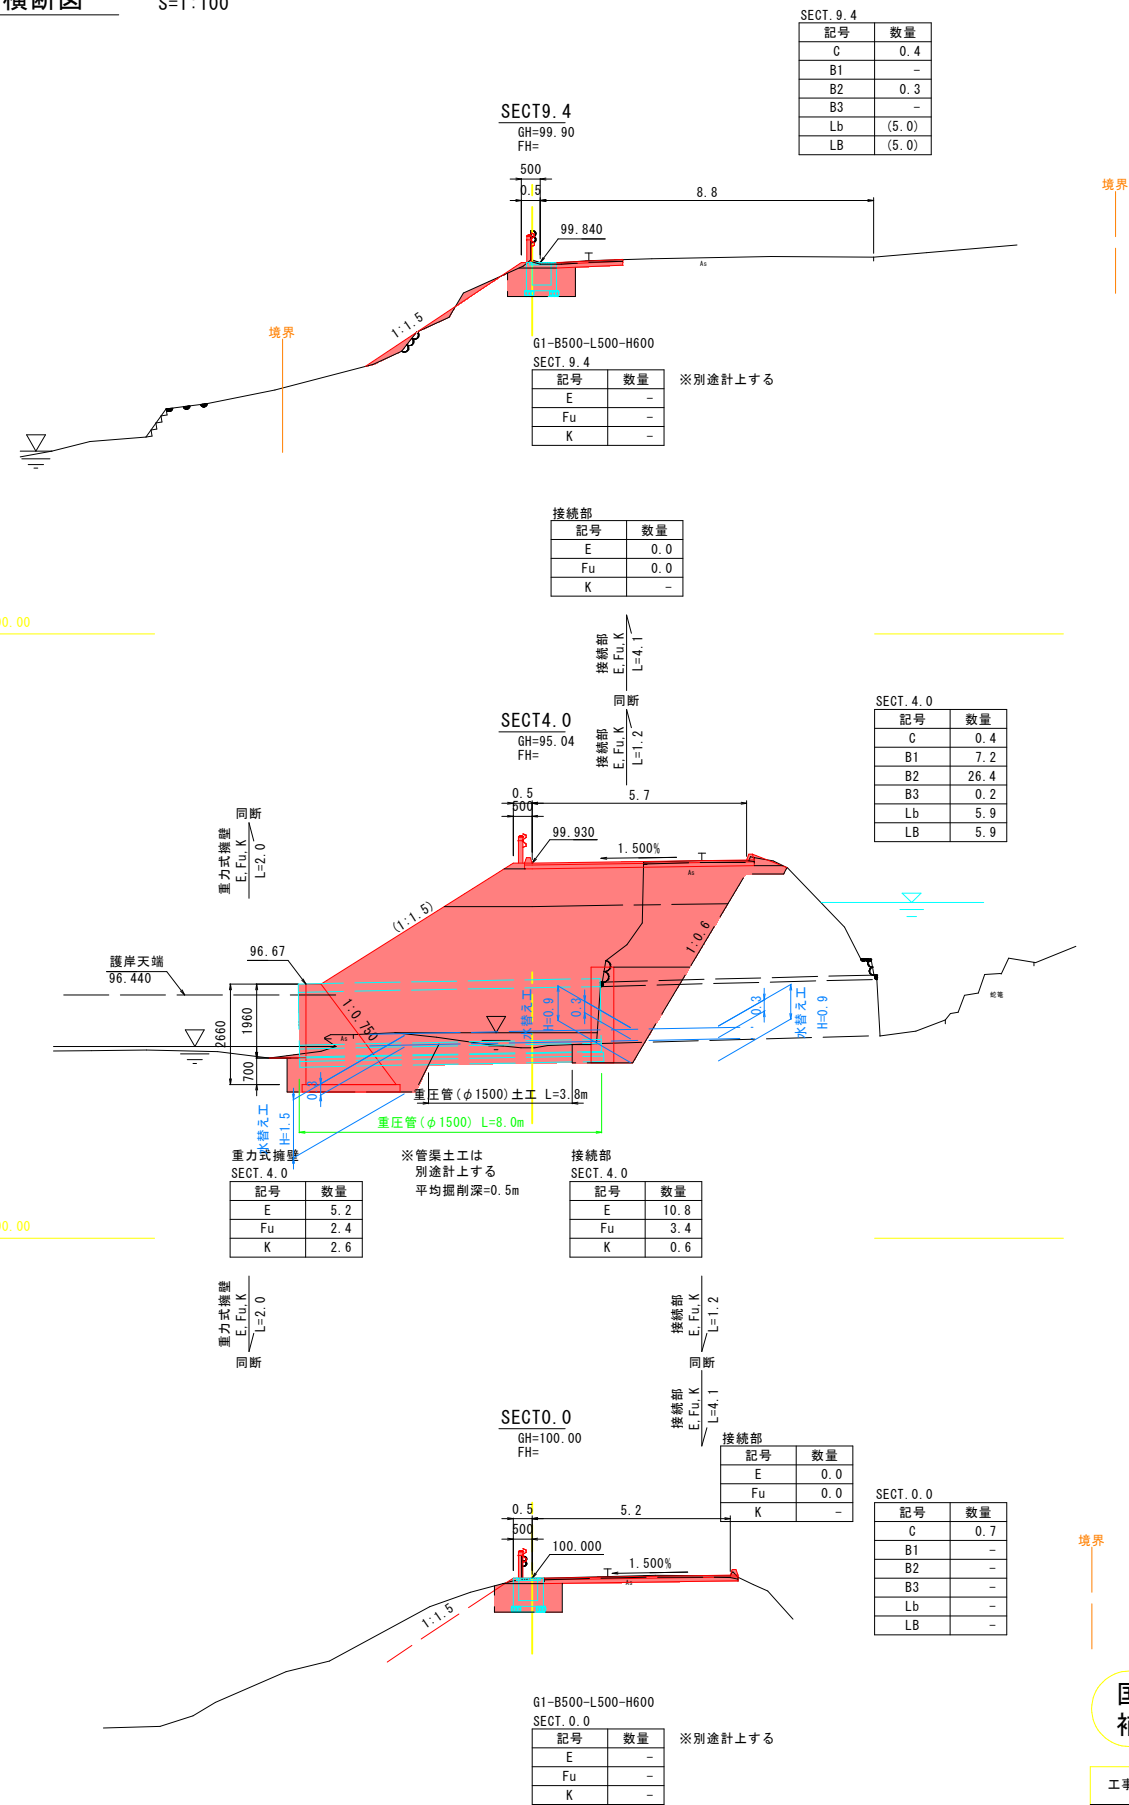 横断図 S=1:100
SECT.9.4
記号 数量
C 0.4
B1 -
B2 0.3
B3 -
Lb (5.0)
LB (5.0)
SECT9.4
GH=99.90
FH=
500
0.5
8.8
99.840
As
境界
境界
1:1.5
G1-B500-L500-H600
SECT.9.4
記号 数量 ※別途計上する
E -
Fu -
K -
接続部
記号 数量
E 0.0
Fu 0.0
K -
接続部
E,Fu,K
L=4.1
同断
接続部
E,Fu,K
L=1.2
SECT4.0
GH=95.04
FH=
SECT.4.0
記号 数量
C 0.4
B1 7.2
B2 26.4
B3 0.2
Lb 5.9
LB 5.9
0.5
500
5.7
99.930
1.500%
As
同断
重力式擁壁
E,Fu,K
L=2.0
(1:1.5)
1:0.6
護岸天端
96.440
96.67
1:0.750
As
2660
1960
700
水替え工
H=0.9
0.3
0.3
水替え工
H=0.9
蛇篭
0.3
水替え工
H=1.5
重圧管(φ1500)土工 L=3.8m
重圧管(φ1500) L=8.0m
重力式擁壁
SECT.4.0
記号 数量
E 5.2
Fu 2.4
K 2.6
※管渠土工は
別途計上する
平均掘削深=0.5m
接続部
SECT.4.0
記号 数量
E 10.8
Fu 3.4
K 0.6
重力式擁壁
E,Fu,K
L=2.0
同断
接続部
E,Fu,K
L=1.2
同断
接続部
E,Fu,K
L=4.1
SECT0.0
GH=100.00
FH=
接続部
記号 数量
E 0.0
Fu 0.0
K -
SECT.0.0
記号 数量
C 0.7
B1 -
B2 -
B3 -
Lb -
LB -
0.5
500
5.2
100.000
1.500%
As
境界
1:1.5
G1-B500-L500-H600
SECT.0.0
記号 数量 ※別途計上する
E -
Fu -
K -
工事